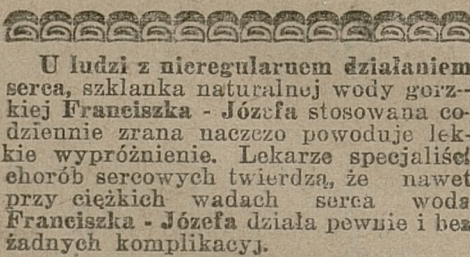 U ludzi z nieregularnem działaniem
serca, szklanka naturalnej wody gorz-
kiej Franciszka - Józefa stosowana co-
dziennie zrana naczczo powoduje lek-
kie wypróżnienie. Lekarze specjaliści
chorób sercowych twierdzą, że nawet
przy ciężkich wadach serca woda
Franciszka - Józefa działa pewnie i bez
żadnych komplikacyj.